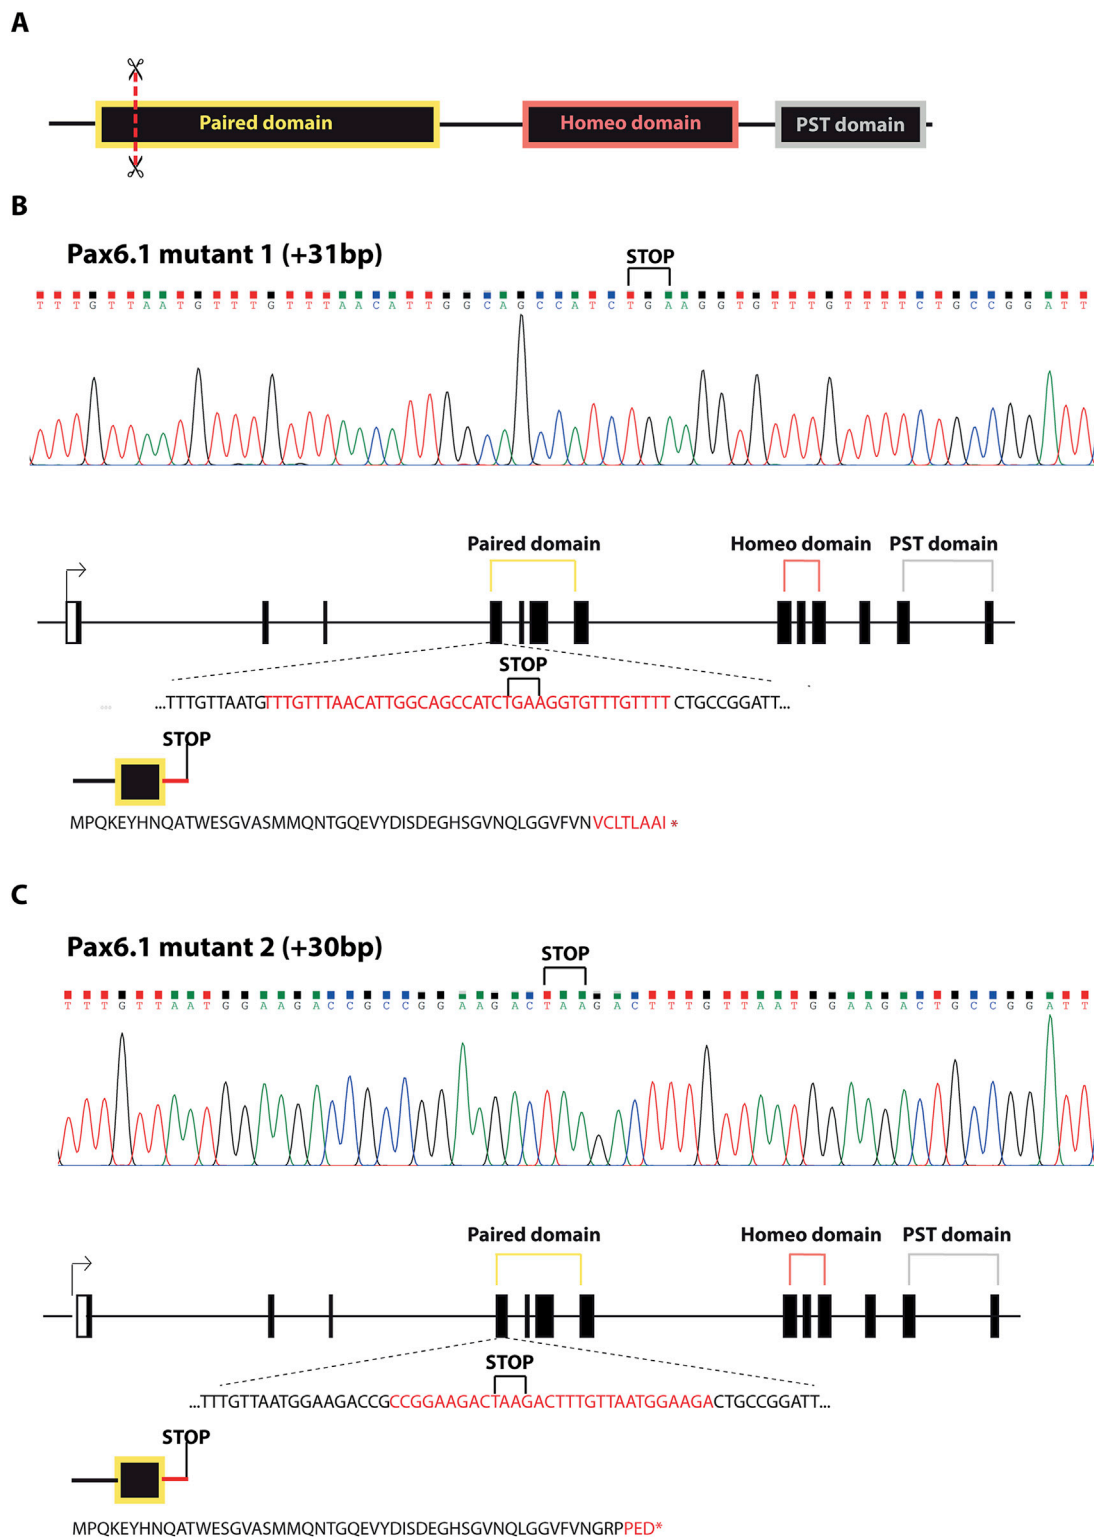 A
Paired domain
Homeo domain
PST domain
B
Pax6.1 mutant 1 (+31bp)
STOP
T T T G T T A A T G T T T G T T T A A C A T T G G C A G C C A T C T G A A G G T G T T T G T T T T C T G C C G G A T T
Paired domain
Homeo domain
PST domain
STOP
...TTTGTTAATGTTTGTTTAACATTGGCAGCCATCTGAAGGTGTTTGTTTT CTGCCGGATT...
STOP
MPQKEYHNQATWESGVASMMQNTGQEVYDISDEGHSGVNQLGGVFVNVCLTLAAI *
C
Pax6.1 mutant 2 (+30bp)
STOP
T T T G T T A A T G G A A G A C C G C C G G A A G A C T A A G A C T T T G T T A A T G G A A G A C T G C C G G A T T
Paired domain
Homeo domain
PST domain
STOP
...TTTGTTAATGGAAGACCGCCGGAAGACTAAGACTTTGTTAATGGAAGACTGCCGGATT...
STOP
MPQKEYHNQATWESGVASMMQNTGQEVYDISDEGHSGVNQLGGVFVNGRPPED*